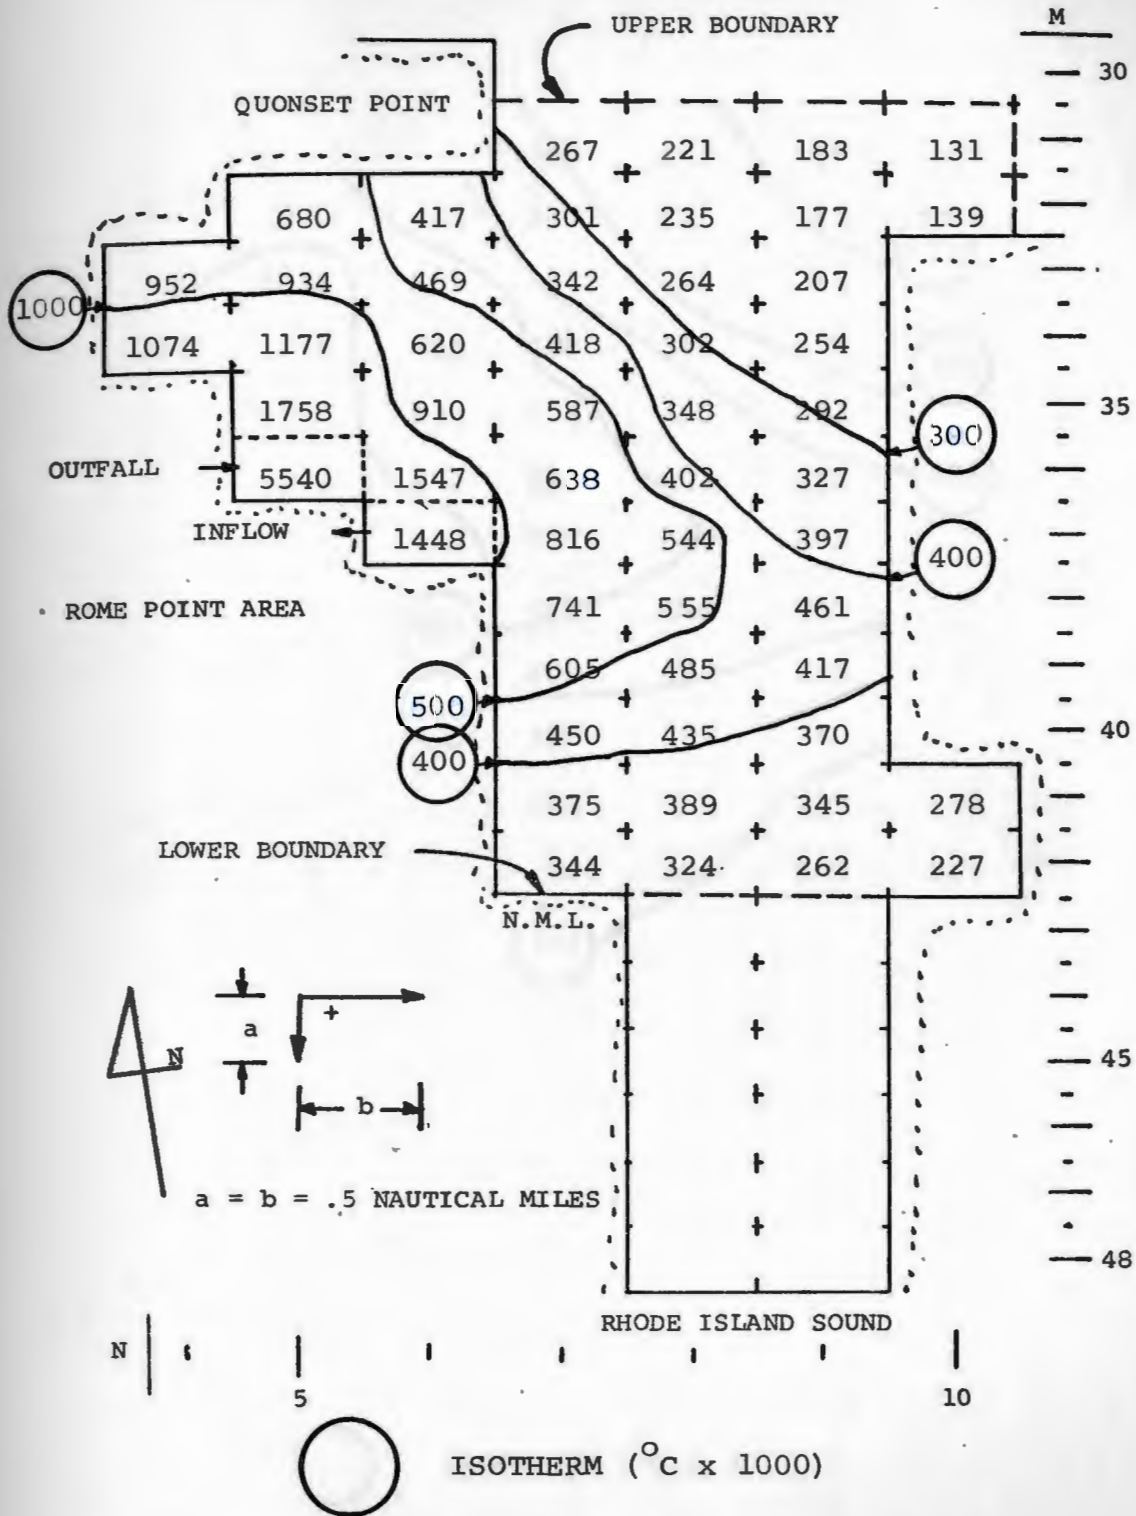 UPPER BOUNDARY
M
30
QUONSET POINT
267 221 183 131
680 417 301 235 177 139
952 934 469 342 264 207
1000
1074 1177 620 418 302 254
1758 910 587 348 292
35
300
OUTFALL
5540 1547 638 402 327
INFLOW
1448 816 544 397
400
ROME POINT AREA
741 555 461
605 485 417
500
450 435 370
40
400
375 389 345 278
LOWER BOUNDARY
344 324 262 227
N.M.L.
+
a
N
45
b
a = b = .5 NAUTICAL MILES
48
RHODE ISLAND SOUND
N
5
10
ISOTHERM (°C x 1000)